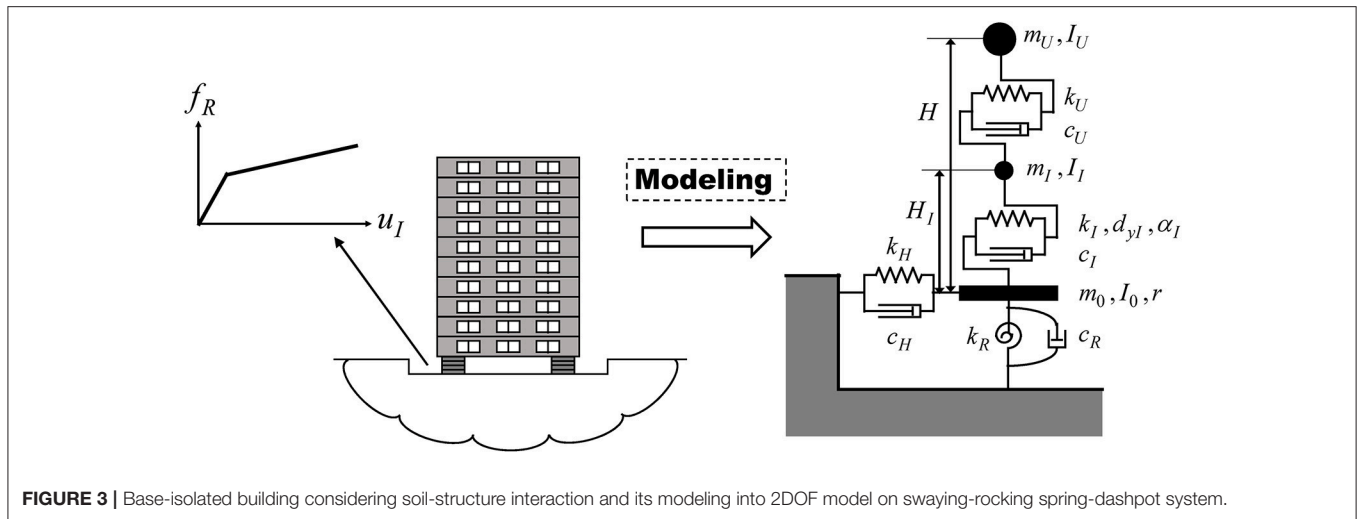 f_R
u_I
Modeling
m_U, I_U
k_U
c_U
H
m_I, I_I
H_I
k_I, d_{yI}, α_I
c_I
k_H
c_H
m_0, I_0, r
k_R
c_R
FIGURE 3 | Base-isolated building considering soil-structure interaction and its modeling into 2DOF model on swaying-rocking spring-dashpot system.